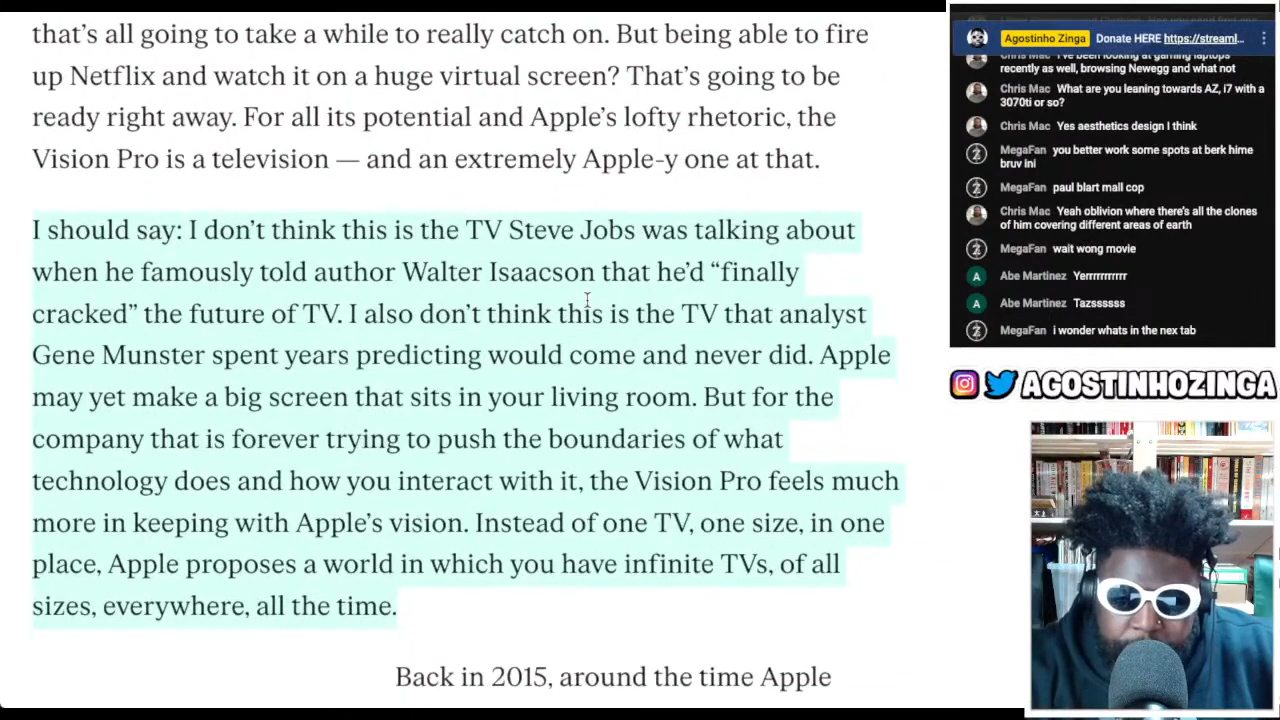 that’s all going to take a while to really catch on. But being able to fire
up Netflix and watch it on a huge virtual screen? That’s going to be
ready right away. For all its potential and Apple’s lofty rhetoric, the
Vision Pro is a television — and an extremely Apple-y one at that.
I should say: I don’t think this is the TV Steve Jobs was talking about
when he famously told author Walter Isaacson that he’d “finally
cracked” the future of TV. I also don’t think this is the TV that analyst
Gene Munster spent years predicting would come and never did. Apple
may yet make a big screen that sits in your living room. But for the
company that is forever trying to push the boundaries of what
technology does and how you interact with it, the Vision Pro feels much
more in keeping with Apple’s vision. Instead of one TV, one size, in one
place, Apple proposes a world in which you have infinite TVs, of all
sizes, everywhere, all the time.
Back in 2015, around the time Apple
Agostinho Zinga Donate HERE https://streaml...
Chris Mac I've been looking at gaming laptops
recently as well, browsing Newegg and what not
Chris Mac What are you leaning towards AZ, i7 with a
3070ti or so?
Chris Mac Yes aesthetics design I think
MegaFan you better work some spots at berk hime
bruv ini
MegaFan paul blart mall cop
Chris Mac Yeah oblivion where there's all the clones
of him covering different areas of earth
MegaFan wait wong movie
A Abe Martinez Yerrrrrrrrrrr
A Abe Martinez Tazsssss
MegaFan i wonder whats in the nex tab
AGOSTINHOZINGA